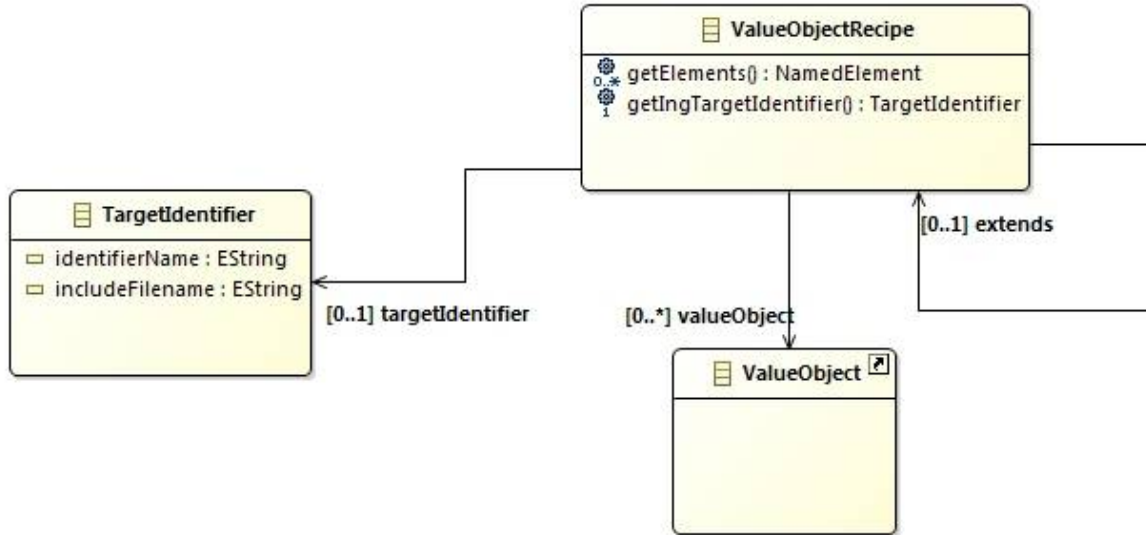 ValueObjectRecipe
0..* getElements() : NamedElement
1 getIngTargetIdentifier() : TargetIdentifier
TargetIdentifier
identifierName : EString
includeFilename : EString
[0..1] extends
[0..1] targetIdentifier
[0..*] valueObject
ValueObject